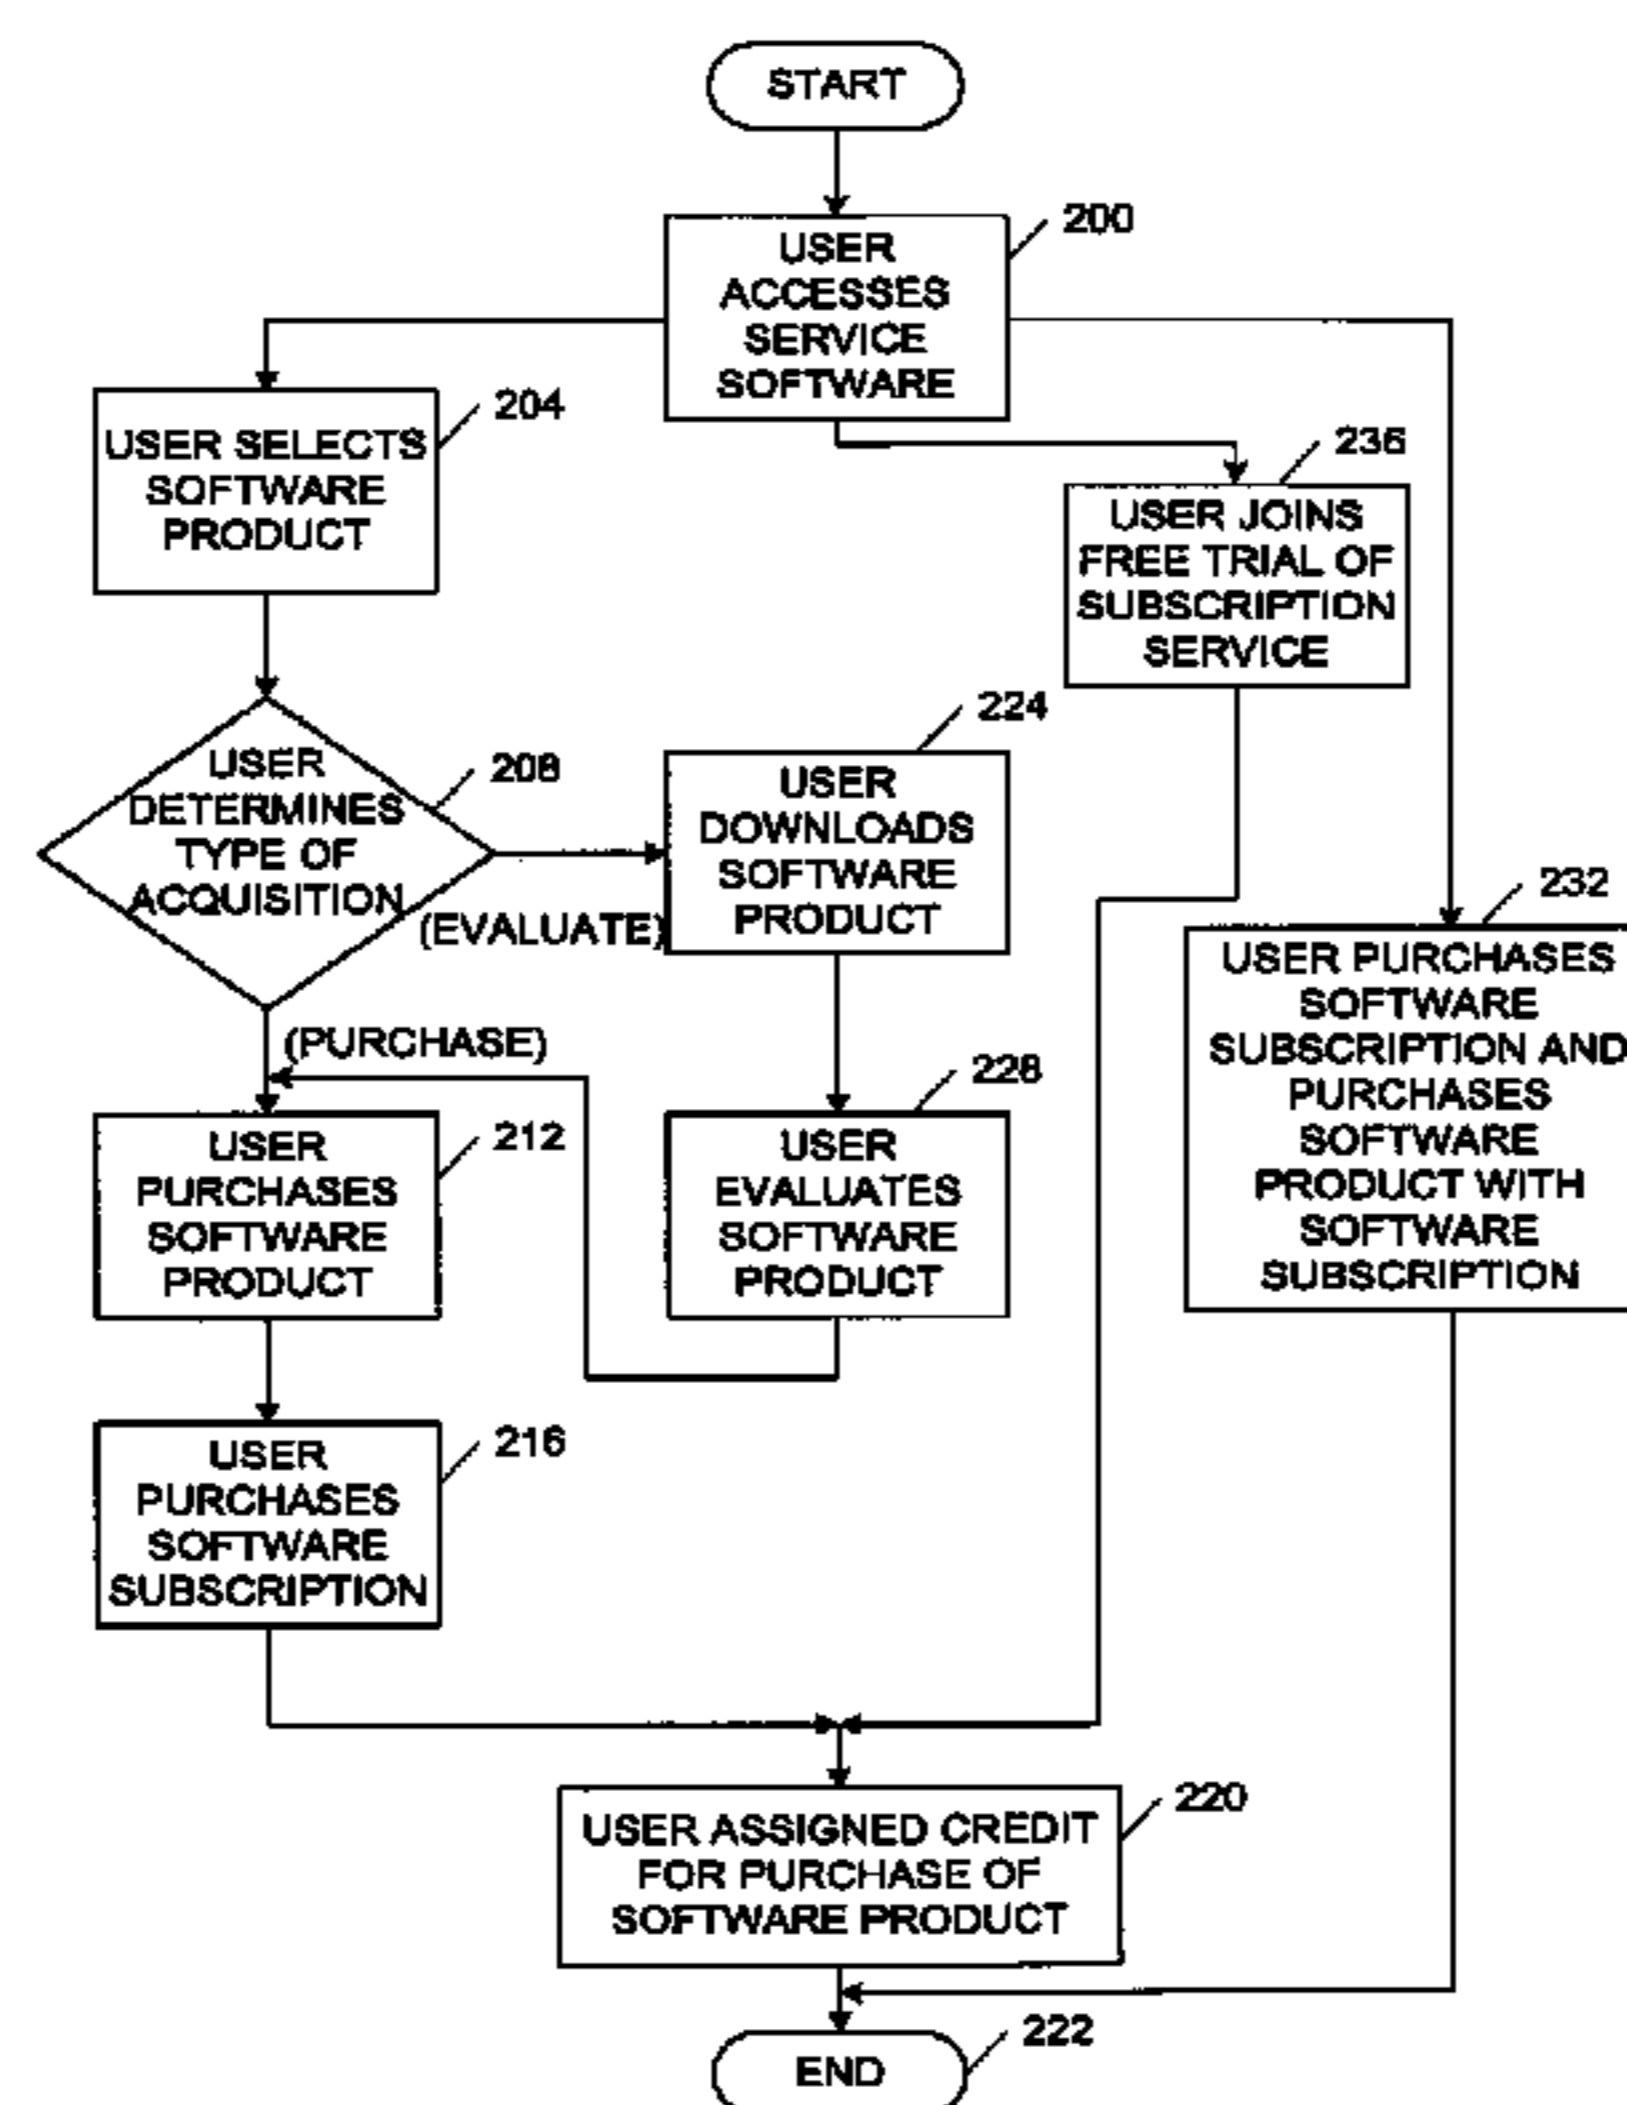 START
200
USER
ACCESSES
SERVICE
SOFTWARE
204
USER SELECTS
SOFTWARE
PRODUCT
236
USER JOINS
FREE TRIAL OF
SUBSCRIPTION
SERVICE
208
USER
DETERMINES
TYPE OF
ACQUISITION
(EVALUATE)
(PURCHASE)
224
USER
DOWNLOADS
SOFTWARE
PRODUCT
232
USER PURCHASES
SOFTWARE
SUBSCRIPTION AND
PURCHASES
SOFTWARE
PRODUCT WITH
SOFTWARE
SUBSCRIPTION
212
USER
PURCHASES
SOFTWARE
PRODUCT
228
USER
EVALUATES
SOFTWARE
PRODUCT
216
USER
PURCHASES
SOFTWARE
SUBSCRIPTION
220
USER ASSIGNED CREDIT
FOR PURCHASE OF
SOFTWARE PRODUCT
222
END